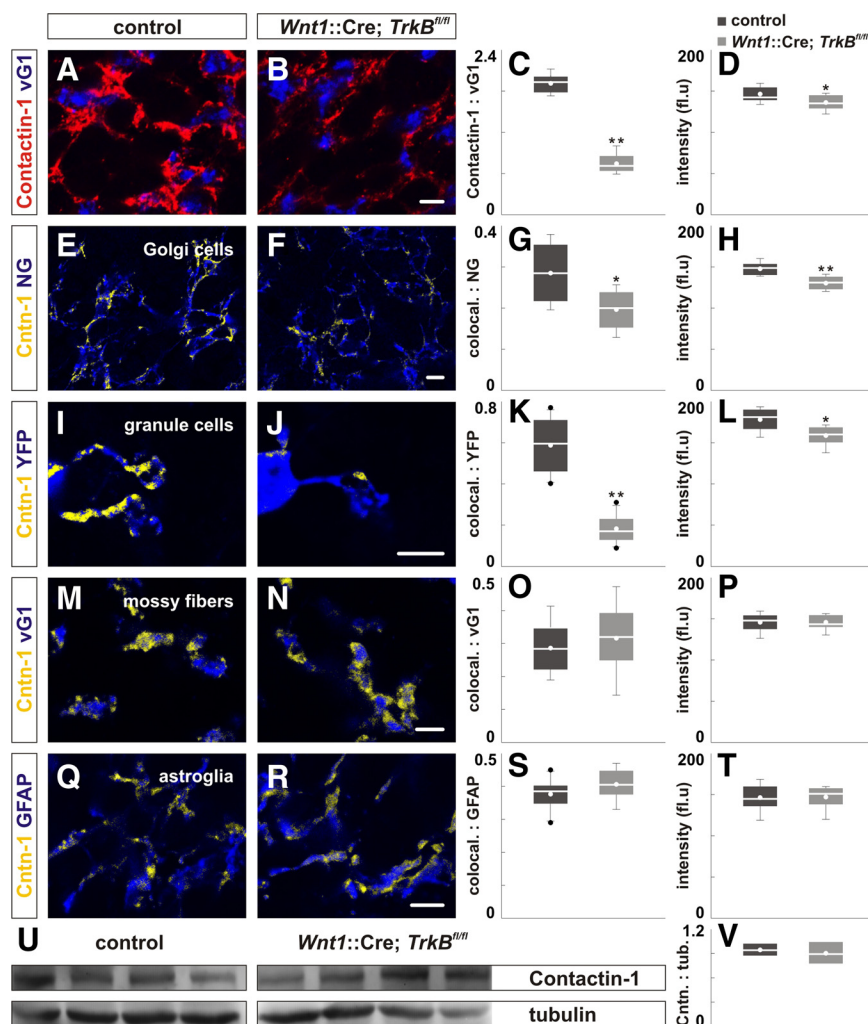 control
Wnt1::Cre; TrkBfl/fl
control
Wnt1::Cre; TrkBfl/fl
Contactin-1 vG1
A
B
C
2.4
Contactin-1 : vG1
**
0
D
200
intensity (fl.u)
*
0
Cntn-1 NG
E
Golgi cells
F
G
0.4
colocal. : NG
*
0
H
200
intensity (fl.u)
**
0
Cntn-1 YFP
I
granule cells
J
K
0.8
colocal. : YFP
**
0
L
200
intensity (fl.u)
*
0
Cntn-1 vG1
M
mossy fibers
N
O
0.5
colocal. : vG1
0
P
200
intensity (fl.u)
0
Cntn-1 GFAP
Q
astroglia
R
S
0.5
colocal. : GFAP
0
T
200
intensity (fl.u)
0
U
control
Wnt1::Cre; TrkBfl/fl
Contactin-1
tubulin
V
1.2
Cntn. : tub.
0